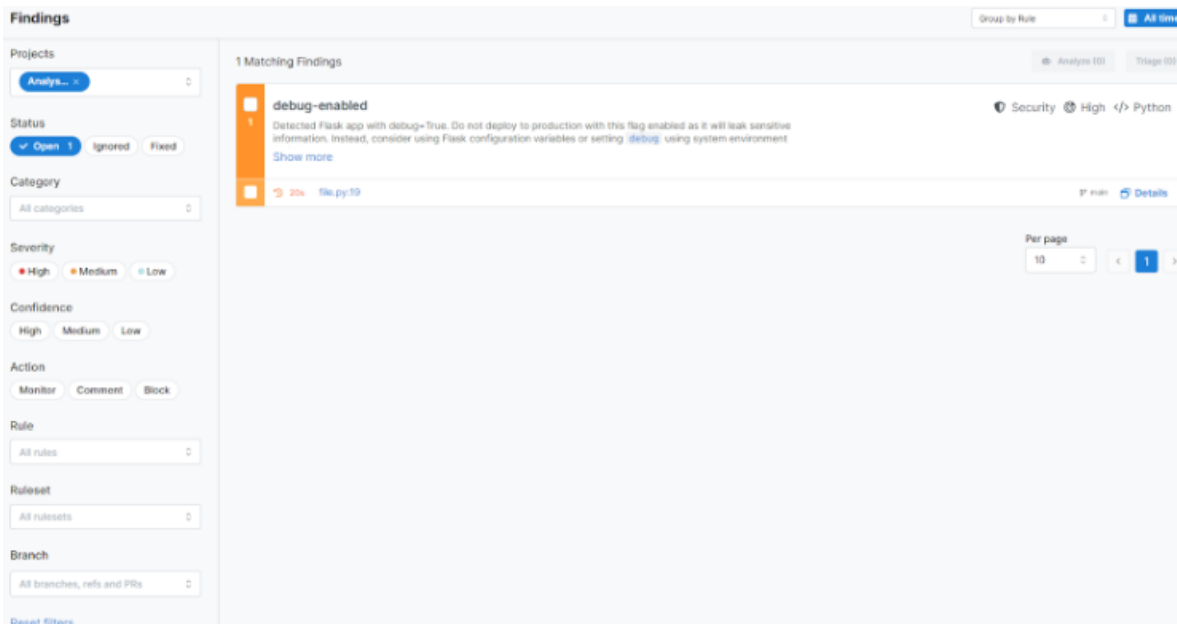 Findings
Group by Rule
All time
Projects
Analys... ×
Status
Open 1 Ignored Fixed
Category
All categories
Severity
High Medium Low
Confidence
High Medium Low
Action
Monitor Comment Block
Rule
All rules
Ruleset
All rulesets
Branch
All branches, refs and PRs
Reset filters
1 Matching Findings
Analyze (0) Triage (0)
1
debug-enabled
Security High </> Python
Detected Flask app with debug=True. Do not deploy to production with this flag enabled as it will leak sensitive
information. Instead, consider using Flask configuration variables or setting debug using system environment
Show more
20s file.py:19
main Details
Per page
10 < 1 >